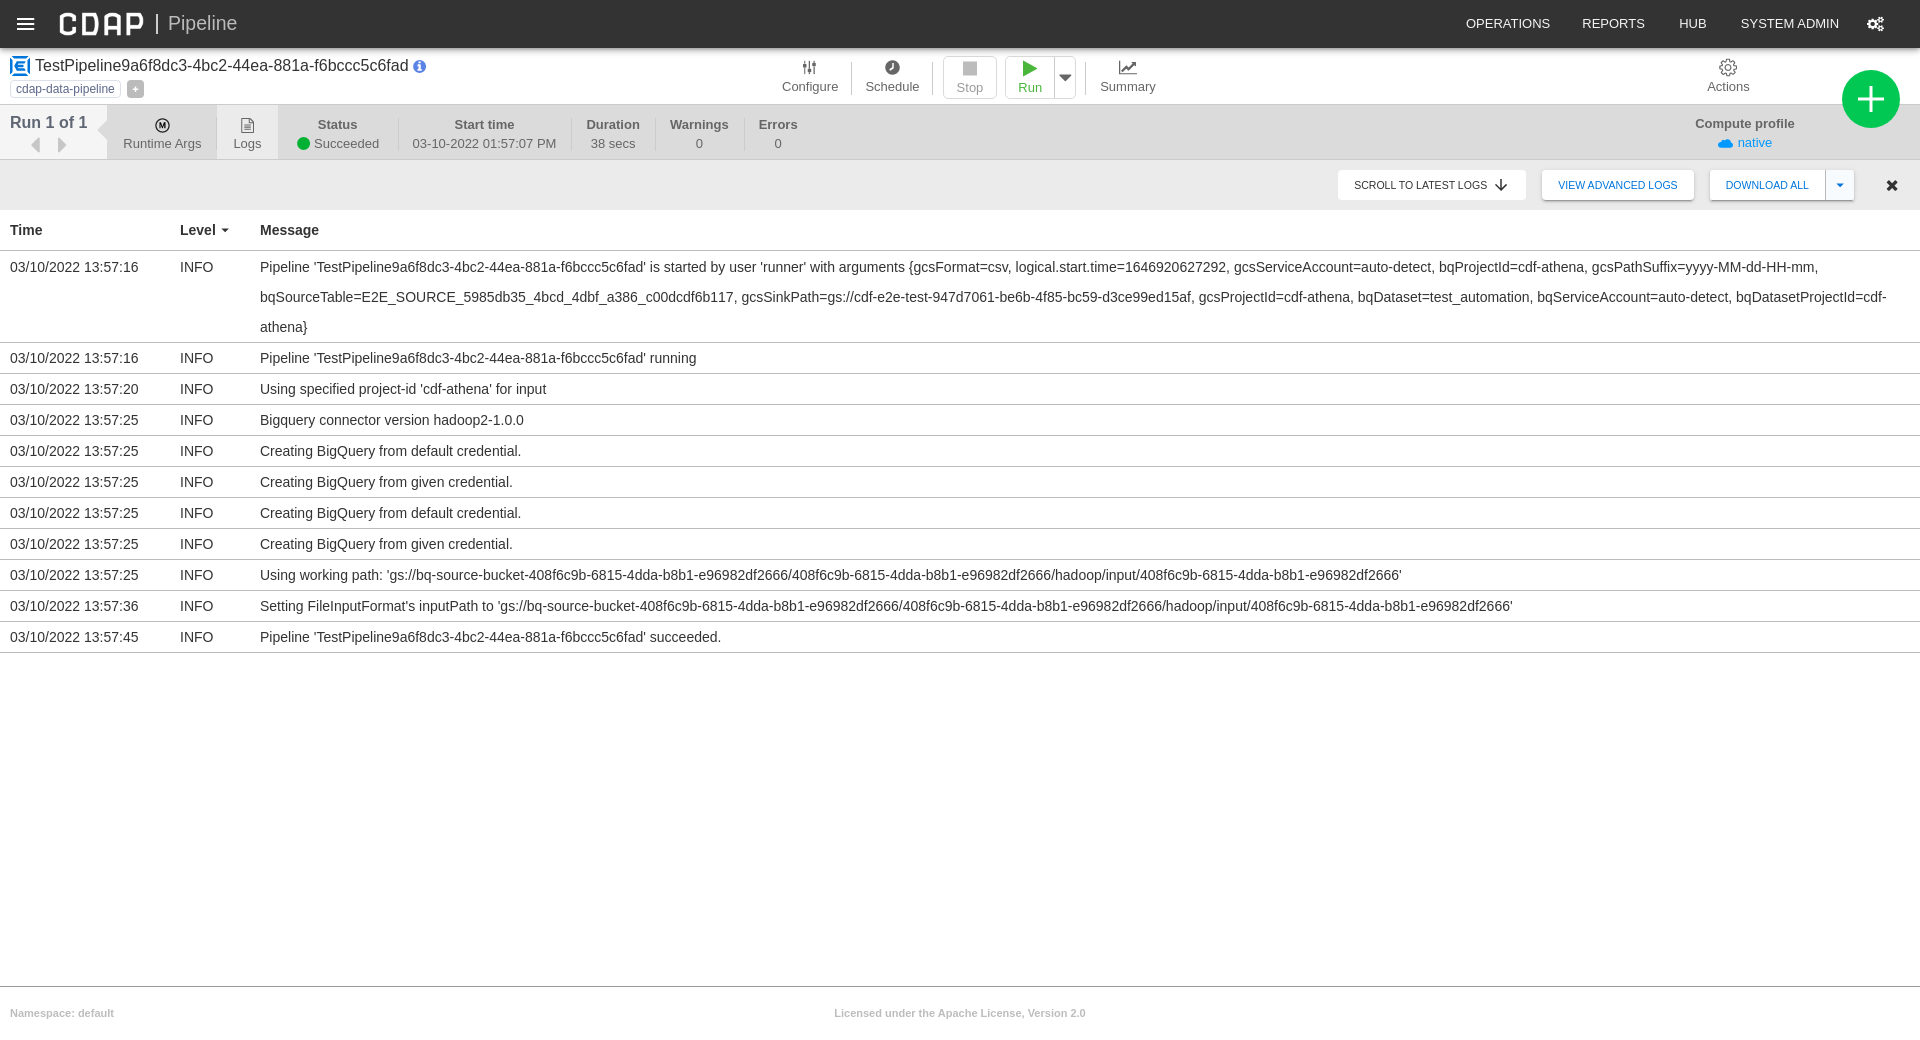 CDAP | Pipeline
OPERATIONS REPORTS HUB SYSTEM ADMIN
TestPipeline9a6f8dc3-4bc2-44ea-881a-f6bccc5c6fad
cdap-data-pipeline +
Configure Schedule Stop Run Summary Actions
Run 1 of 1
Runtime Args
Logs
Status
Succeeded
Start time
03-10-2022 01:57:07 PM
Duration
38 secs
Warnings
0
Errors
0
Compute profile
native
SCROLL TO LATEST LOGS VIEW ADVANCED LOGS DOWNLOAD ALL
Time Level Message
03/10/2022 13:57:16 INFO Pipeline 'TestPipeline9a6f8dc3-4bc2-44ea-881a-f6bccc5c6fad' is started by user 'runner' with arguments {gcsFormat=csv, logical.start.time=1646920627292, gcsServiceAccount=auto-detect, bqProjectId=cdf-athena, gcsPathSuffix=yyyy-MM-dd-HH-mm,
bqSourceTable=E2E_SOURCE_5985db35_4bcd_4dbf_a386_c00dcdf6b117, gcsSinkPath=gs://cdf-e2e-test-947d7061-be6b-4f85-bc59-d3ce99ed15af, gcsProjectId=cdf-athena, bqDataset=test_automation, bqServiceAccount=auto-detect, bqDatasetProjectId=cdf-
athena}
03/10/2022 13:57:16 INFO Pipeline 'TestPipeline9a6f8dc3-4bc2-44ea-881a-f6bccc5c6fad' running
03/10/2022 13:57:20 INFO Using specified project-id 'cdf-athena' for input
03/10/2022 13:57:25 INFO Bigquery connector version hadoop2-1.0.0
03/10/2022 13:57:25 INFO Creating BigQuery from default credential.
03/10/2022 13:57:25 INFO Creating BigQuery from given credential.
03/10/2022 13:57:25 INFO Creating BigQuery from default credential.
03/10/2022 13:57:25 INFO Creating BigQuery from given credential.
03/10/2022 13:57:25 INFO Using working path: 'gs://bq-source-bucket-408f6c9b-6815-4dda-b8b1-e96982df2666/408f6c9b-6815-4dda-b8b1-e96982df2666/hadoop/input/408f6c9b-6815-4dda-b8b1-e96982df2666'
03/10/2022 13:57:36 INFO Setting FileInputFormat's inputPath to 'gs://bq-source-bucket-408f6c9b-6815-4dda-b8b1-e96982df2666/408f6c9b-6815-4dda-b8b1-e96982df2666/hadoop/input/408f6c9b-6815-4dda-b8b1-e96982df2666'
03/10/2022 13:57:45 INFO Pipeline 'TestPipeline9a6f8dc3-4bc2-44ea-881a-f6bccc5c6fad' succeeded.
Namespace: default
Licensed under the Apache License, Version 2.0